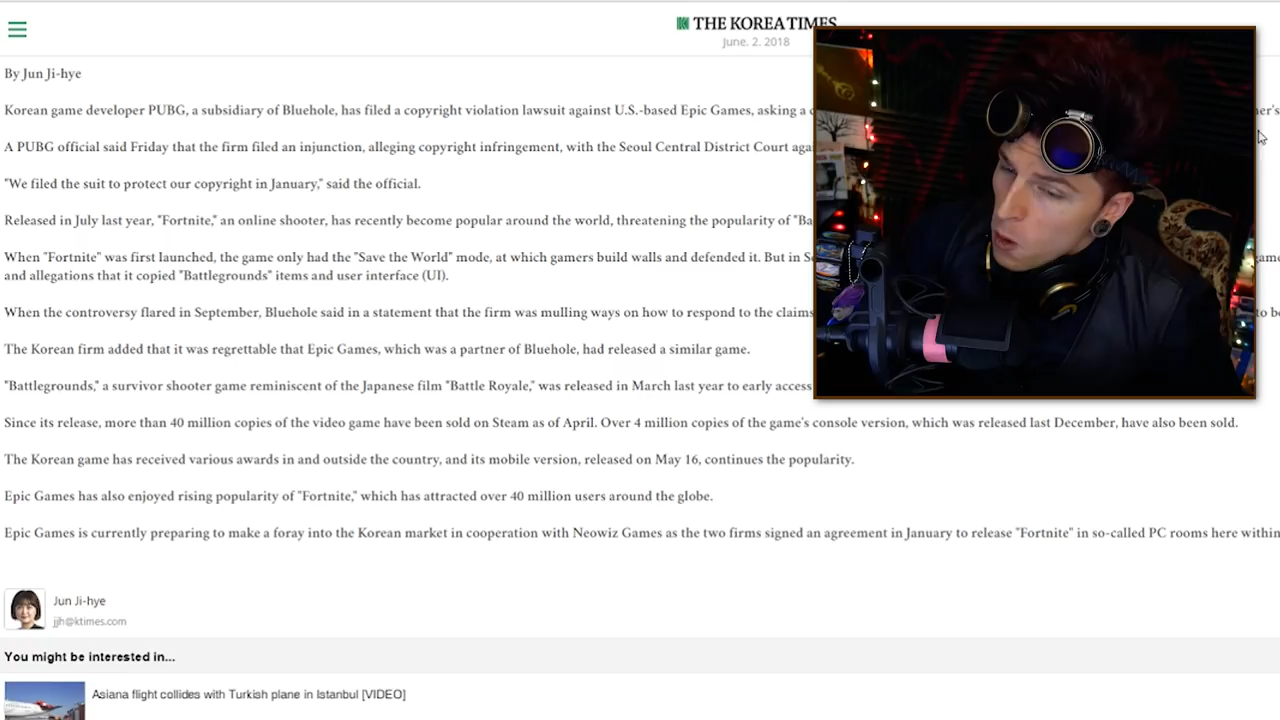 THE KOREA TIMES
June. 2. 2018
By Jun Ji-hye
Korean game developer PUBG, a subsidiary of Bluehole, has filed a copyright violation lawsuit against U.S.-based Epic Games, asking a
A PUBG official said Friday that the firm filed an injunction, alleging copyright infringement, with the Seoul Central District Court
"We filed the suit to protect our copyright in January," said the official.
Released in July last year, "Fortnite," an online shooter, has recently become popular around the world, threatening the popularity of
When "Fortnite" was first launched, the game only had the "Save the World" mode, at which gamers build walls and defended it. But in
and allegations that it copied "Battlegrounds" items and user interface (UI).
When the controversy flared in September, Bluehole said in a statement that the firm was mulling ways on how to respond to the claims to
The Korean firm added that it was regrettable that Epic Games, which was a partner of Bluehole, had released a similar game.
"Battlegrounds," a survivor shooter game reminiscent of the Japanese film "Battle Royale," was released in March last year to early access
Since its release, more than 40 million copies of the video game have been sold on Steam as of April. Over 4 million copies of the game's console version, which was released last December, have also been sold.
The Korean game has received various awards in and outside the country, and its mobile version, released on May 16, continues the popularity.
Epic Games has also enjoyed rising popularity of "Fortnite," which has attracted over 40 million users around the globe.
Epic Games is currently preparing to make a foray into the Korean market in cooperation with Neowiz Games as the two firms signed an agreement in January to release "Fortnite" in so-called PC rooms here within
Jun Ji-hye
jjh@ktimes.com
You might be interested in...
Asiana flight collides with Turkish plane in Istanbul [VIDEO]